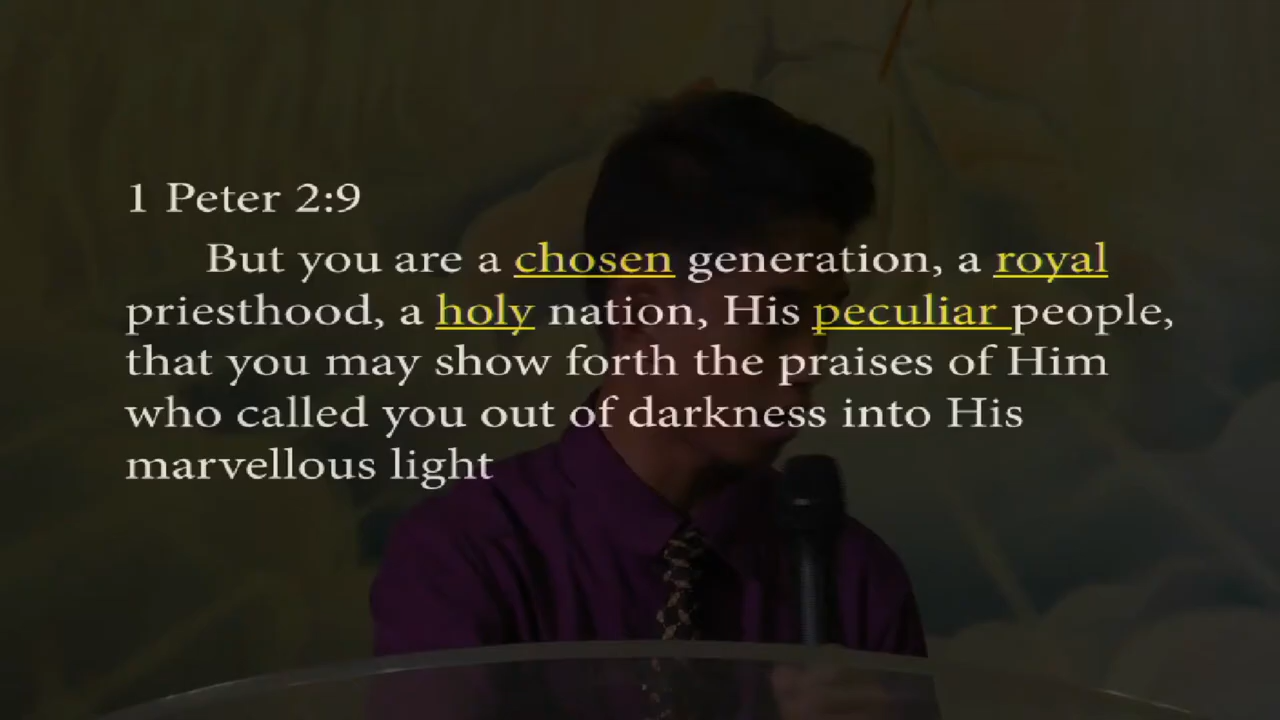 1 Peter 2:9
But you are a chosen generation, a royal
priesthood, a holy nation, His peculiar people,
that you may show forth the praises of Him
who called you out of darkness into His
marvellous light